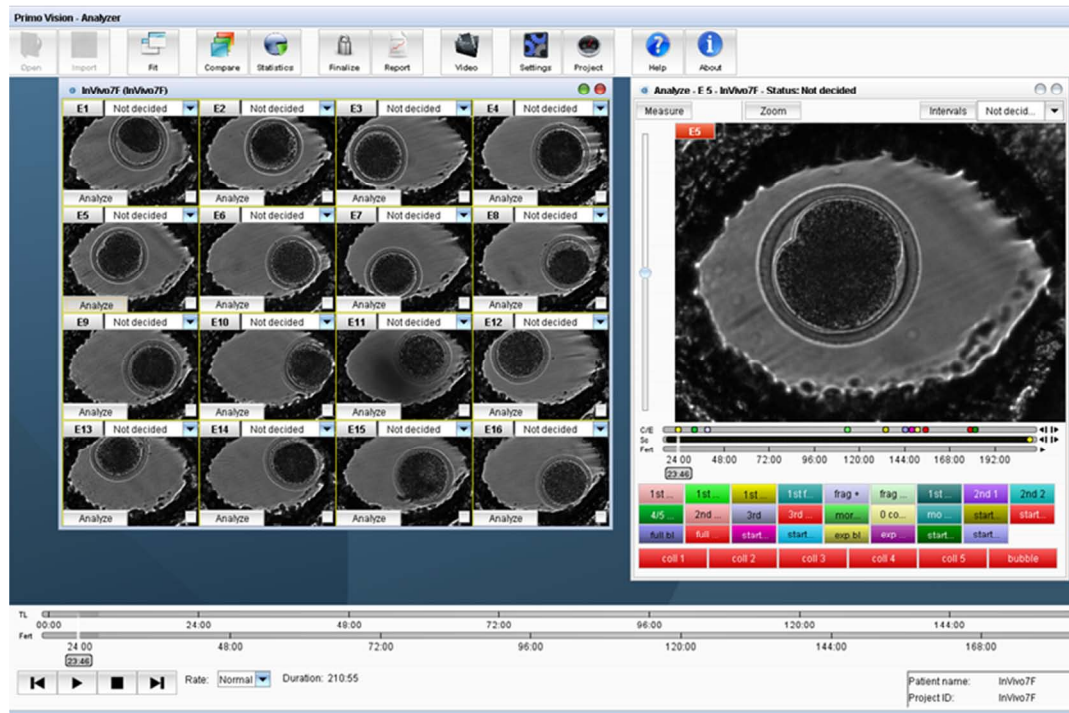 Primo Vision - Analyzer
Open Import Fit Compare Statistics Finalize Report Video Settings Project Help About
InVivo7F (InVivo7F)
E1 Not decided E2 Not decided E3 Not decided E4 Not decided
Analyze Analyze Analyze Analyze
E5 Not decided E6 Not decided E7 Not decided E8 Not decided
Analyze Analyze Analyze Analyze
E9 Not decided E10 Not decided E11 Not decided E12 Not decided
Analyze Analyze Analyze Analyze
E13 Not decided E14 Not decided E15 Not decided E16 Not decided
Analyze Analyze Analyze Analyze
Analyze - E 5 - InVivo7F - Status: Not decided
Measure Zoom Intervals Not decid...
E5
C/E
Sc
Fert
24 00 48:00 72:00 96:00 120:00 144:00 168:00 192:00
23:46
1st ... 1st ... 1st ... 1st f... frag + frag ... 1st ... 2nd 1 2nd 2
4/5 ... 2nd ... 3rd 3rd ... mor... 0 co... mo ... start... start...
full bl full ... start... start... exp bl exp ... start... start...
coll 1 coll 2 coll 3 coll 4 coll 5 bubble
TL
00:00 24:00 48:00 72:00 96:00 120:00 144:00
Fert
24 00 48:00 72:00 96:00 120:00 144:00 168:00
23:46
Rate: Normal Duration: 210:55
Patient name: InVivo7F
Project ID: InVivo7F